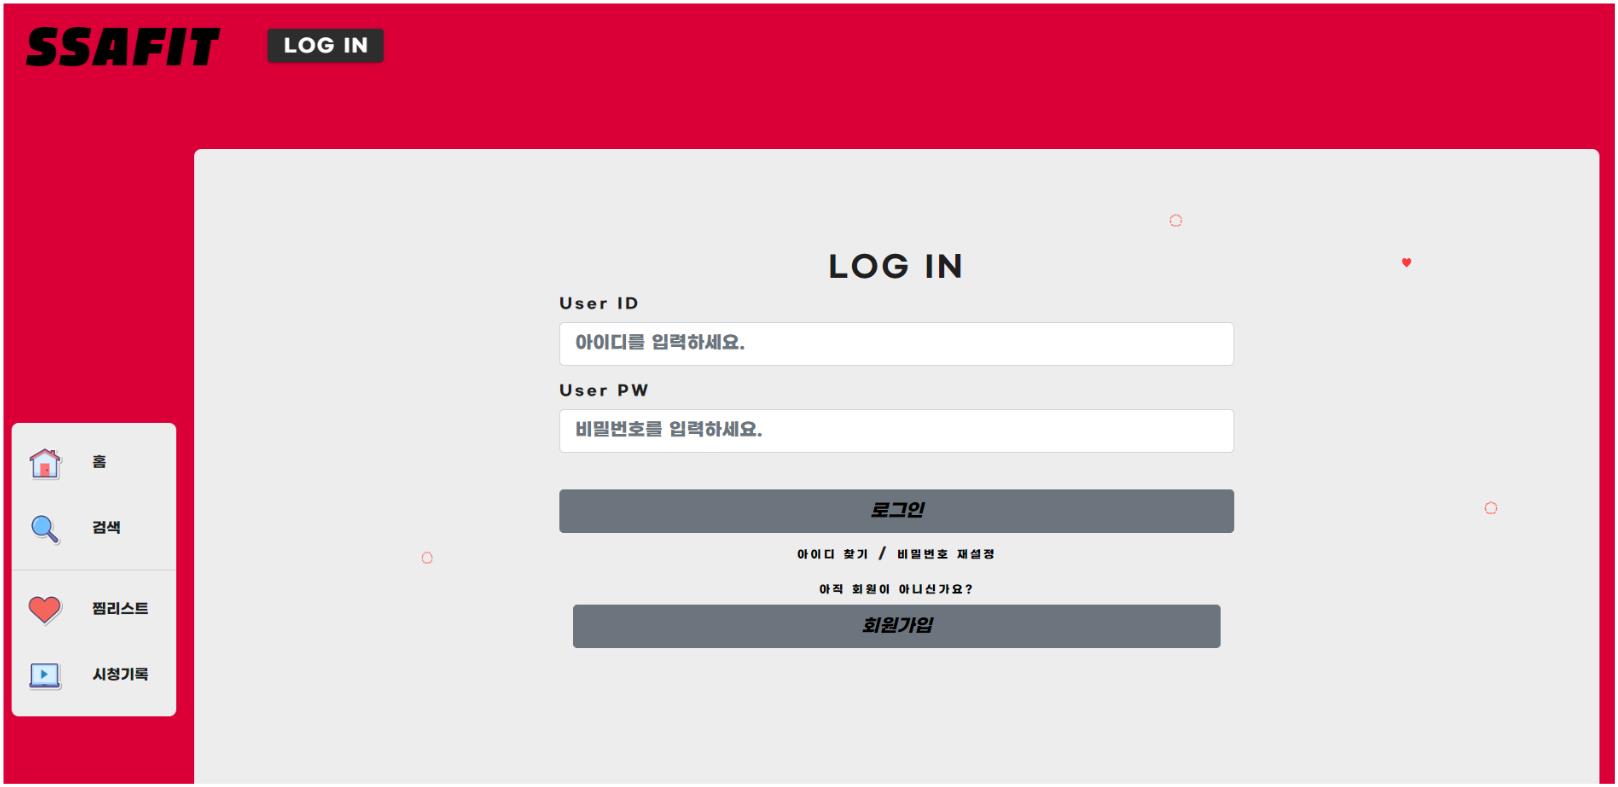 SSAFIT
LOG IN
LOG IN
User ID
아이디를 입력하세요.
User PW
비밀번호를 입력하세요.
로그인
아이디 찾기 / 비밀번호 재설정
아직 회원이 아니신가요?
회원가입
홈
검색
찜리스트
시청기록